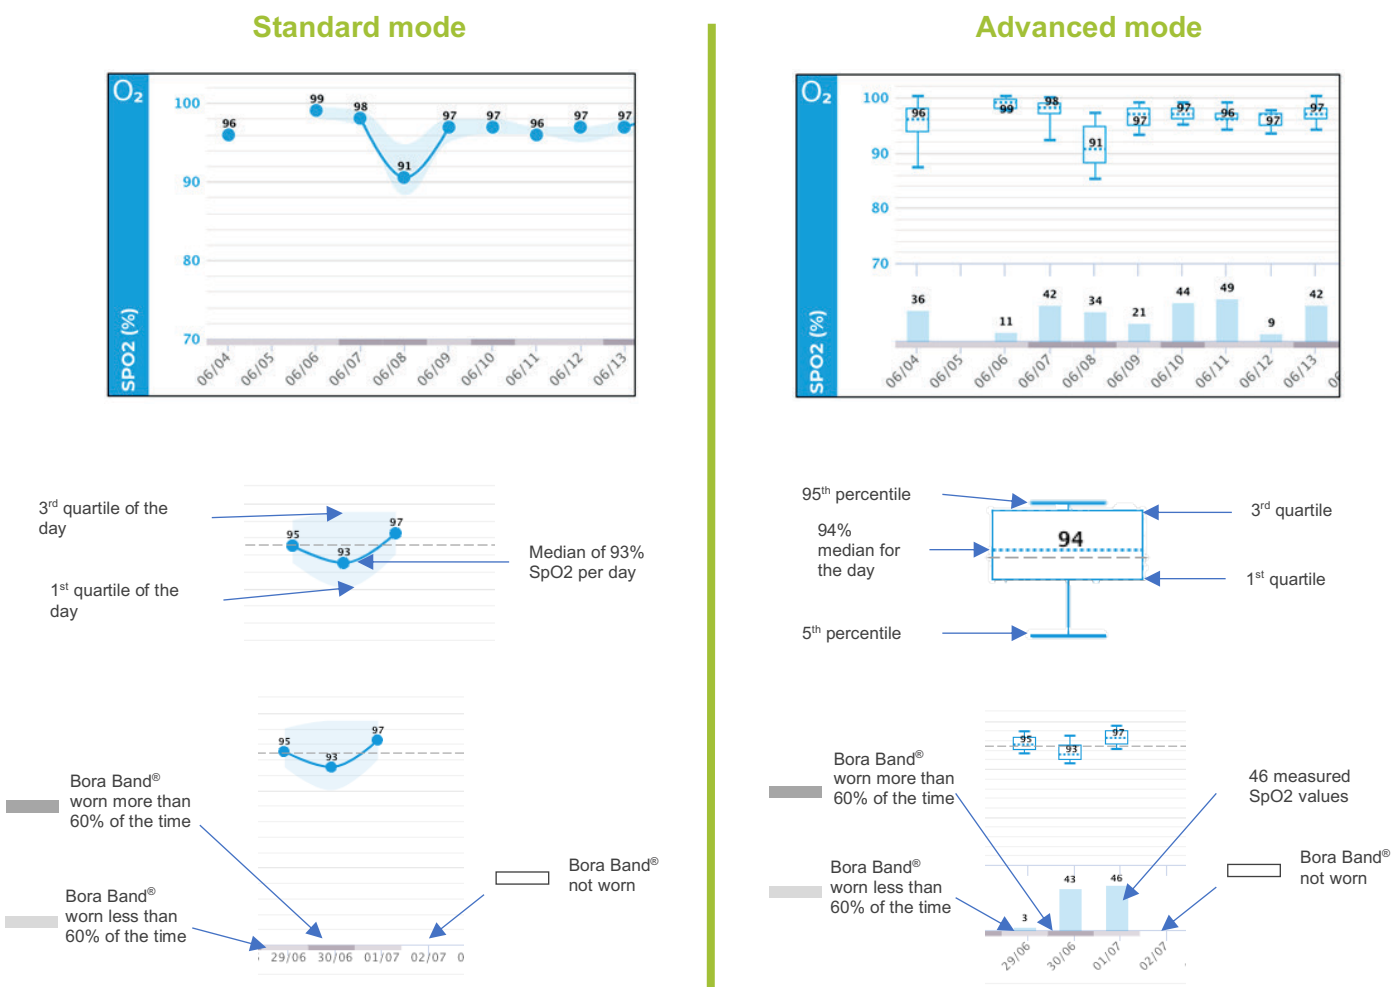 Standard mode
O2
SPO2 (%)
100
90
80
70
96
99
98
91
97
97
96
97
97
06/04
06/05
06/06
06/07
06/08
06/09
06/10
06/11
06/12
06/13
3rd quartile of the
day
1st quartile of the
day
95
93
97
Median of 93%
SpO2 per day
95
93
97
Bora Band®
worn more than
60% of the time
Bora Band®
worn less than
60% of the time
Bora Band®
not worn
29/06
30/06
01/07
02/07
0
Advanced mode
O2
SPO2 (%)
100
90
80
70
96
99
98
91
97
97
96
97
97
36
11
42
34
21
44
49
9
42
06/04
06/05
06/06
06/07
06/08
06/09
06/10
06/11
06/12
06/13
95th percentile
94%
median for
the day
5th percentile
94
3rd quartile
1st quartile
95
93
97
Bora Band®
worn more than
60% of the time
Bora Band®
worn less than
60% of the time
46 measured
SpO2 values
Bora Band®
not worn
3
43
46
29/06
30/06
01/07
02/07